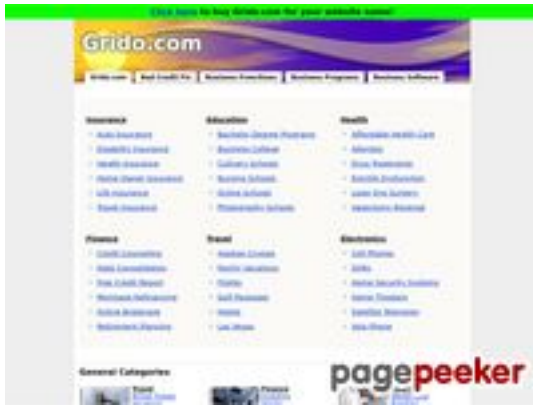 Click here to buy Grido.com for your website name!
Grido.com
Grido.com Bad Credit Fix Business Franchises Business Programs Business Software
Insurance Education Health
Auto Insurance Bachelor Degree Programs Affordable Health Care
Disability Insurance Business College Allergies
Health Insurance Culinary Schools Drug Treatments
Home Owner Insurance Nursing Schools Erectile Dysfunction
Life Insurance Online Schools Laser Eye Surgery
Travel Insurance Photography Schools
Finance Travel Electronics
Credit Counseling Alaskan Cruises Cell Phones
Debt Consolidation Family Vacations
Free Credit Report Flights Home Security Systems
Mortgage Refinancing Golf Packages Home Theaters
Online Brokerage Hotels Satellite Television
Retirement Planning Las Vegas Voip Phone
General Categories
Travel Finance
pagepeeker